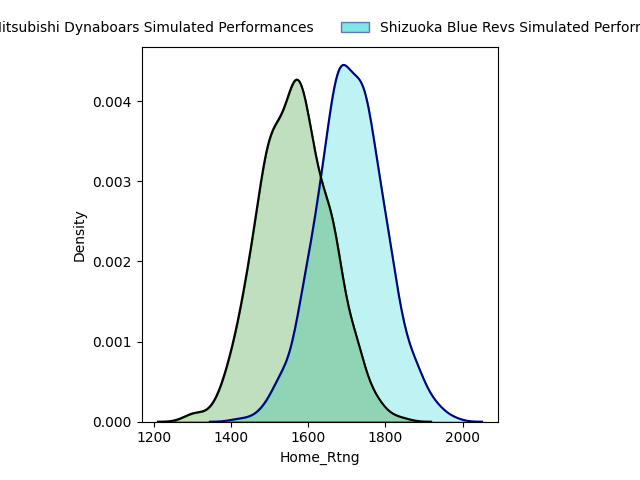 Mitsubishi Dynaboars Simulated Performances
Shizuoka Blue Revs Simulated Perfor
0.004
0.003
0.002
0.001
0.000
Density
1200 1400 1600 1800 2000
Home_Rtng